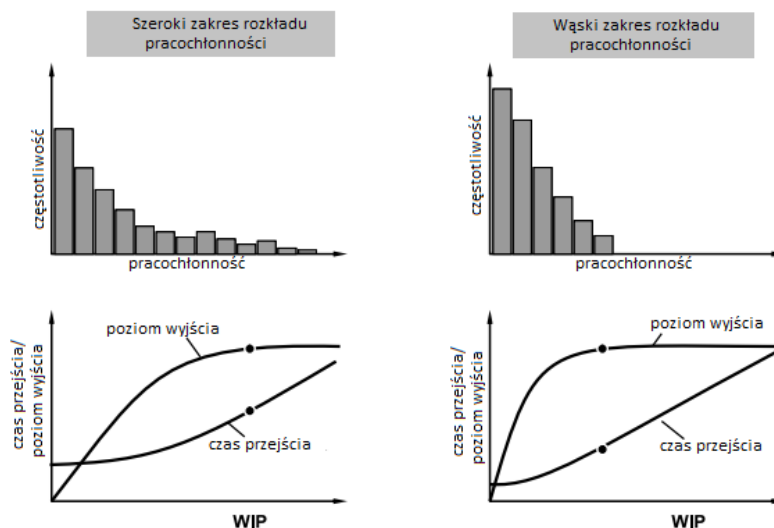 Szeroki zakres rozkładu
pracochłonności
częstotliwość
pracochłonność
poziom wyjścia
czas przejścia/
poziom wyjścia
czas przejścia
WIP
Wąski zakres rozkładu
pracochłonności
częstotliwość
pracochłonność
poziom wyjścia
czas przejścia/
poziom wyjścia
czas przejścia
WIP